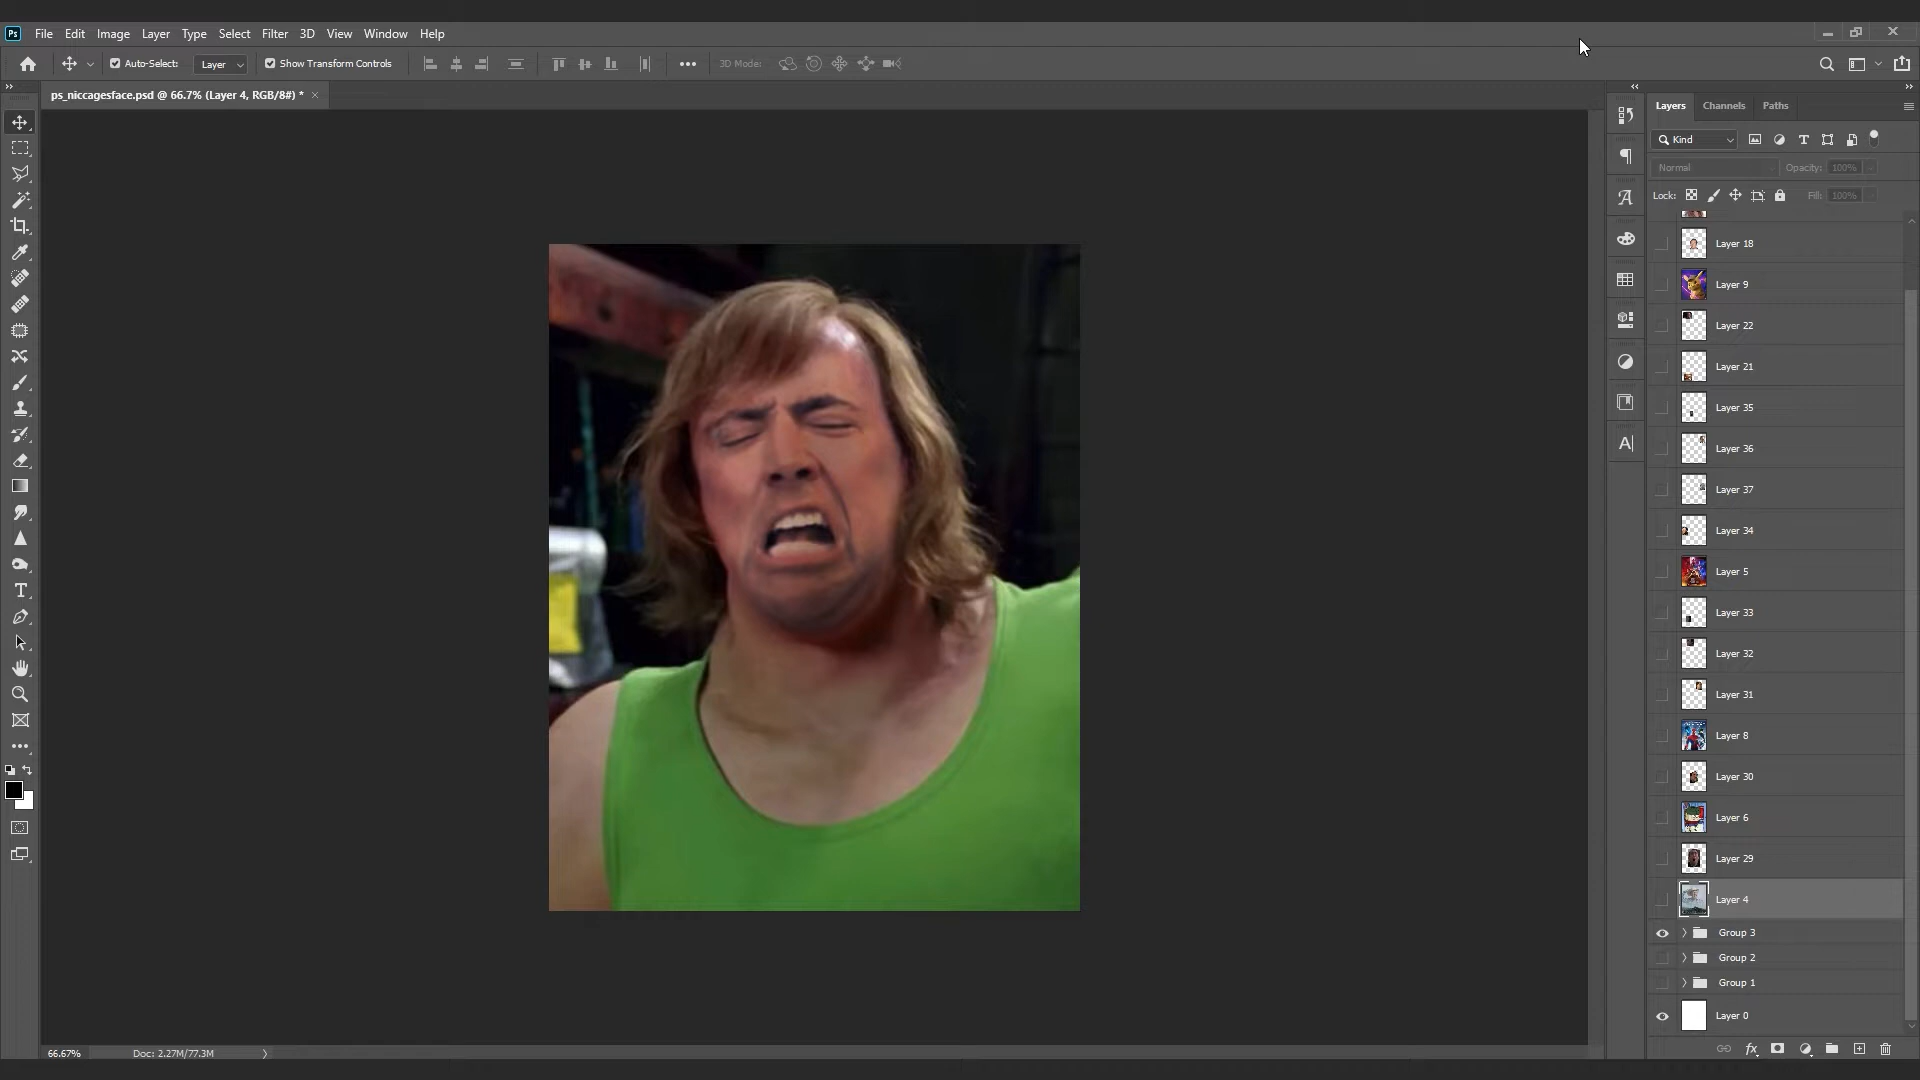 Ps File Edit Image Layer Type Select Filter 3D View Window Help
Auto-Select: Layer Show Transform Controls 3D Mode:
ps_niccagesface.psd @ 66.7% (Layer 4, RGB/8#) *
Layers Channels Paths
Kind
Normal Opacity: 100%
Lock: Fill: 100%
Layer 18
Layer 9
Layer 22
Layer 21
Layer 35
Layer 36
Layer 37
Layer 34
Layer 5
Layer 33
Layer 32
Layer 31
Layer 8
Layer 30
Layer 6
Layer 29
Layer 4
Group 3
Group 2
Group 1
Layer 0
66.67% Doc: 2.27M/77.3M